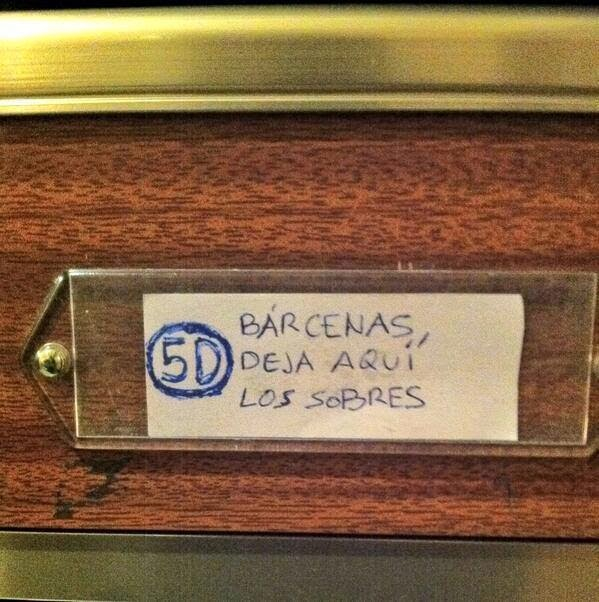 5D
BÁRCENAS,
DEJA AQUÍ
LOS SOBRES